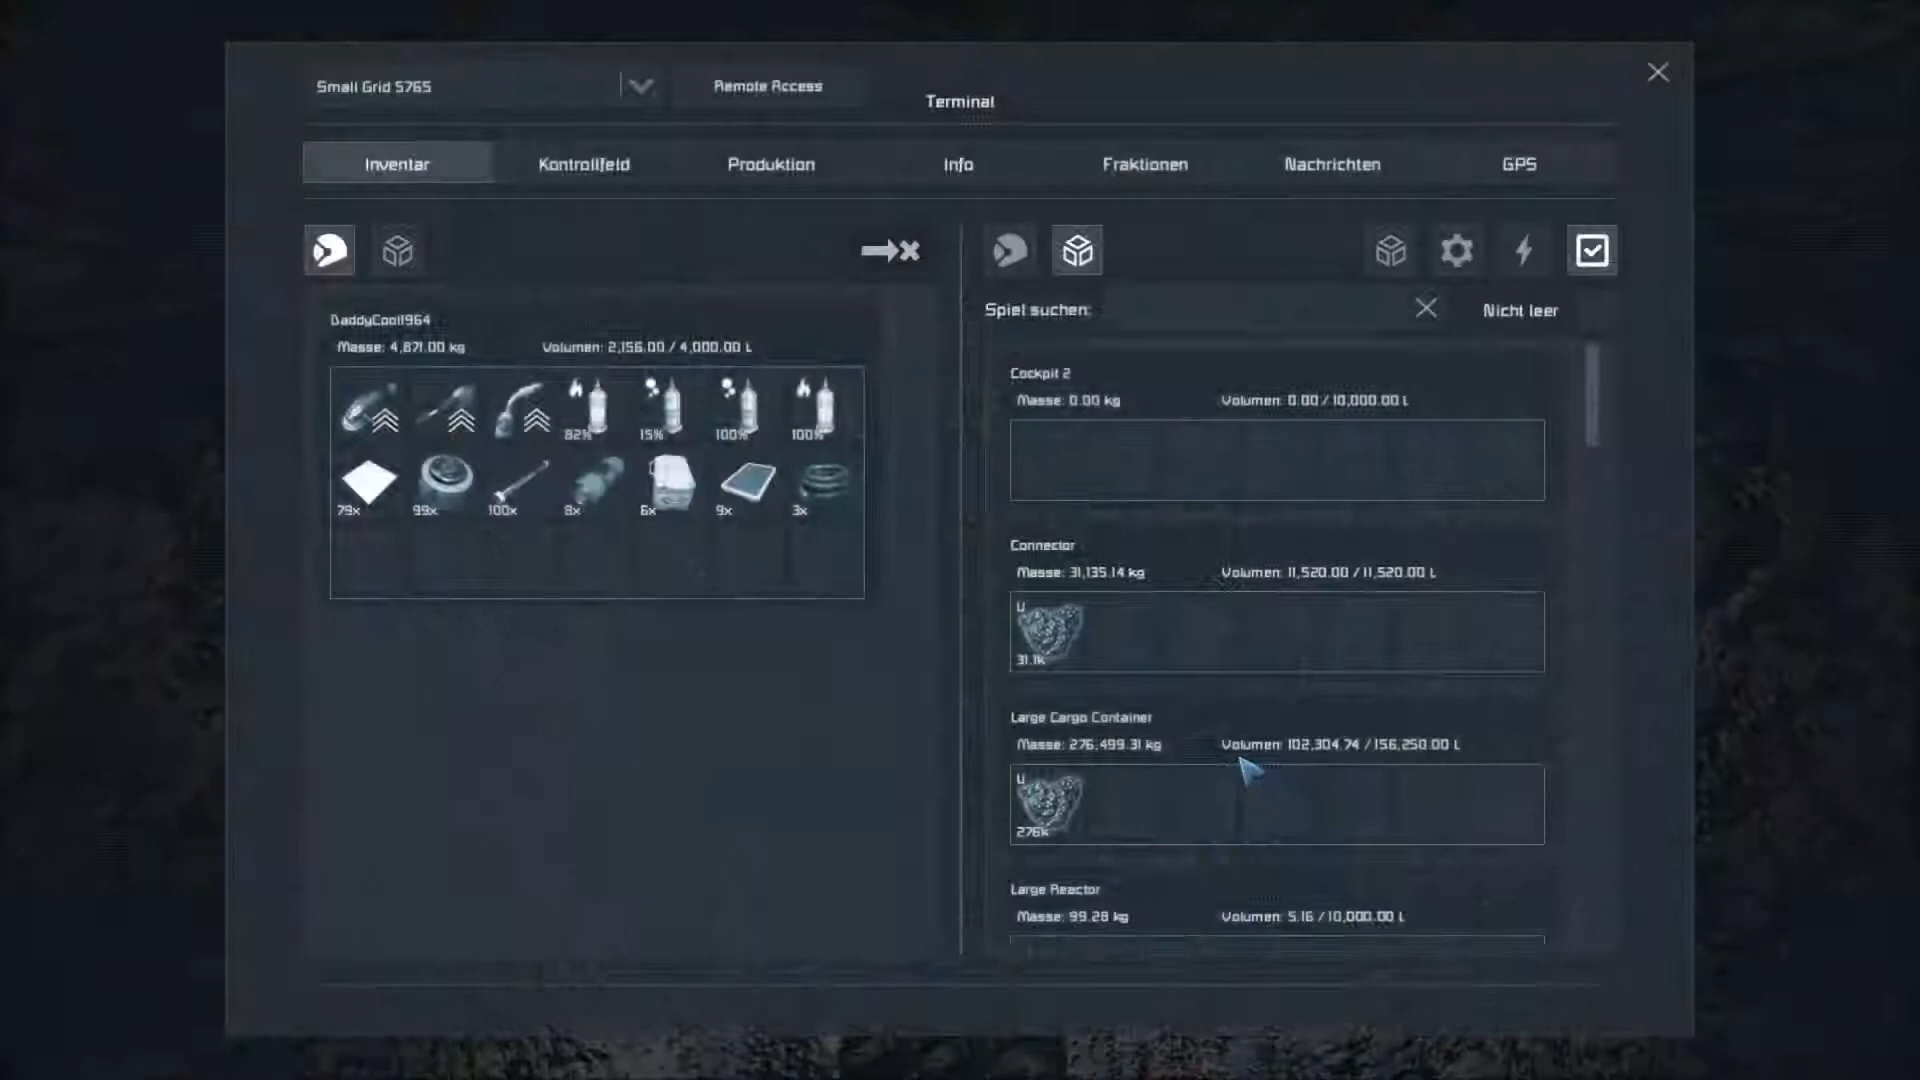 Small Grid 5765
Remote Access
Terminal
Inventar
Kontrollfeld
Produktion
Info
Fraktionen
Nachrichten
GPS
DaddyCool1964
Masse: 4,871.00 kg
Volumen: 2,156.00 / 4,000.00 L
82%
15%
100%
100%
79x
99x
100x
8x
6x
9x
3x
Spiel suchen:
Nicht leer
Cockpit 2
Masse: 0.00 kg
Volumen: 0.00 / 10,000.00 L
Connector
Masse: 31,135.14 kg
Volumen: 11,520.00 / 11,520.00 L
U
31.1k
Large Cargo Container
Masse: 276,499.31 kg
Volumen: 102,304.74 / 156,250.00 L
U
276k
Large Reactor
Masse: 99.28 kg
Volumen: 5.16 / 10,000.00 L